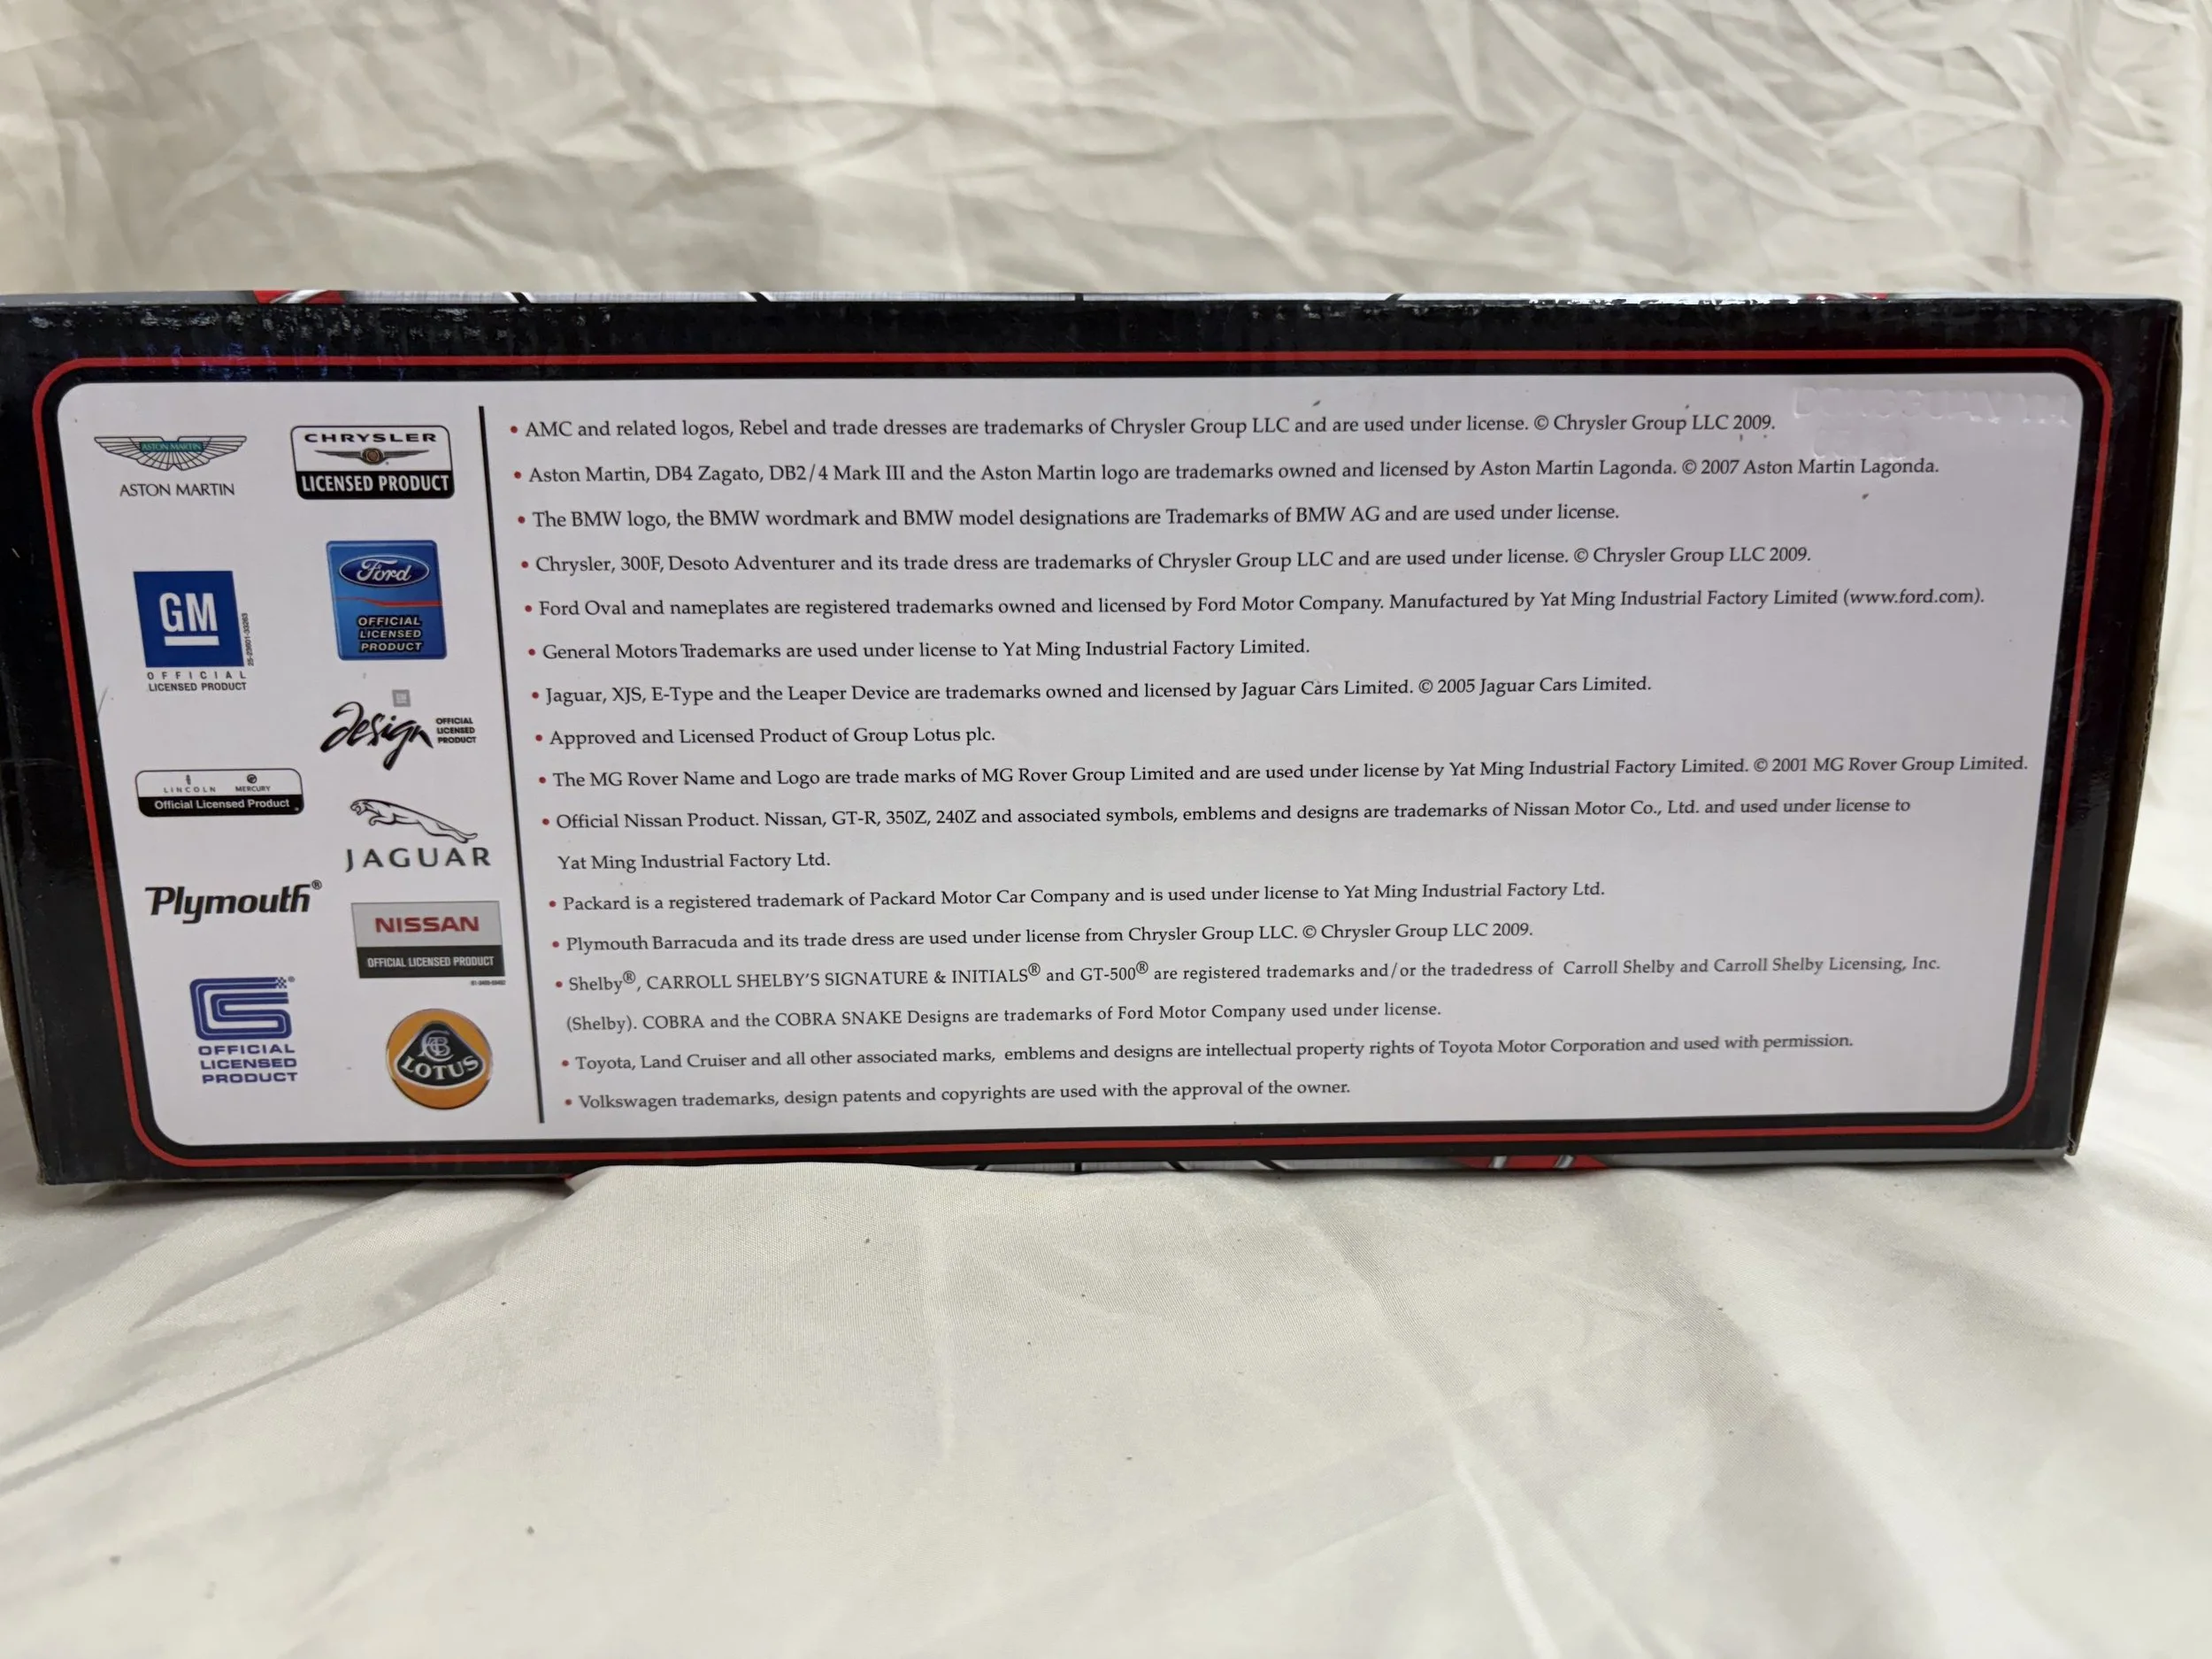 ASTON MARTIN
ASTON MARTIN
CHRYSLER
LICENSED PRODUCT
GM
OFFICIAL
LICENSED PRODUCT
Ford
OFFICIAL
LICENSED
PRODUCT
GM
design
OFFICIAL
LICENSED
PRODUCT
LINCOLN MERCURY
Official Licensed Product
JAGUAR
Plymouth®
NISSAN
OFFICIAL LICENSED PRODUCT
OFFICIAL
LICENSED
PRODUCT
LOTUS
• AMC and related logos, Rebel and trade dresses are trademarks of Chrysler Group LLC and are used under license. © Chrysler Group LLC 2009.
• Aston Martin, DB4 Zagato, DB2/4 Mark III and the Aston Martin logo are trademarks owned and licensed by Aston Martin Lagonda. © 2007 Aston Martin Lagonda.
• The BMW logo, the BMW wordmark and BMW model designations are Trademarks of BMW AG and are used under license.
• Chrysler, 300F, Desoto Adventurer and its trade dress are trademarks of Chrysler Group LLC and are used under license. © Chrysler Group LLC 2009.
• Ford Oval and nameplates are registered trademarks owned and licensed by Ford Motor Company. Manufactured by Yat Ming Industrial Factory Limited (www.ford.com).
• General Motors Trademarks are used under license to Yat Ming Industrial Factory Limited.
• Jaguar, XJS, E-Type and the Leaper Device are trademarks owned and licensed by Jaguar Cars Limited. © 2005 Jaguar Cars Limited.
• Approved and Licensed Product of Group Lotus plc.
• The MG Rover Name and Logo are trade marks of MG Rover Group Limited and are used under license by Yat Ming Industrial Factory Limited. © 2001 MG Rover Group Limited.
• Official Nissan Product. Nissan, GT-R, 350Z, 240Z and associated symbols, emblems and designs are trademarks of Nissan Motor Co., Ltd. and used under license to
Yat Ming Industrial Factory Ltd.
• Packard is a registered trademark of Packard Motor Car Company and is used under license to Yat Ming Industrial Factory Ltd.
• Plymouth Barracuda and its trade dress are used under license from Chrysler Group LLC. © Chrysler Group LLC 2009.
• Shelby®, CARROLL SHELBY'S SIGNATURE & INITIALS® and GT-500® are registered trademarks and/or the tradedress of Carroll Shelby and Carroll Shelby Licensing, Inc.
(Shelby). COBRA and the COBRA SNAKE Designs are trademarks of Ford Motor Company used under license.
• Toyota, Land Cruiser and all other associated marks, emblems and designs are intellectual property rights of Toyota Motor Corporation and used with permission.
• Volkswagen trademarks, design patents and copyrights are used with the approval of the owner.